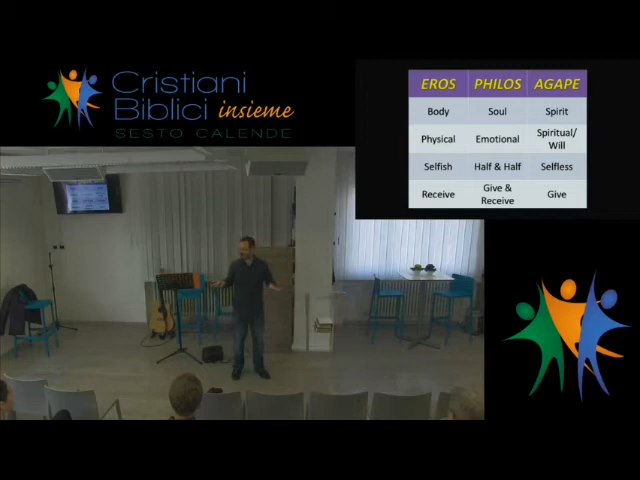 Cristiani
Biblici insieme
SESTO CALENDE
EROS PHILOS AGAPE
Body Soul Spirit
Physical Emotional Spiritual/
Will
Selfish Half & Half Selfless
Receive Give &
Receive Give